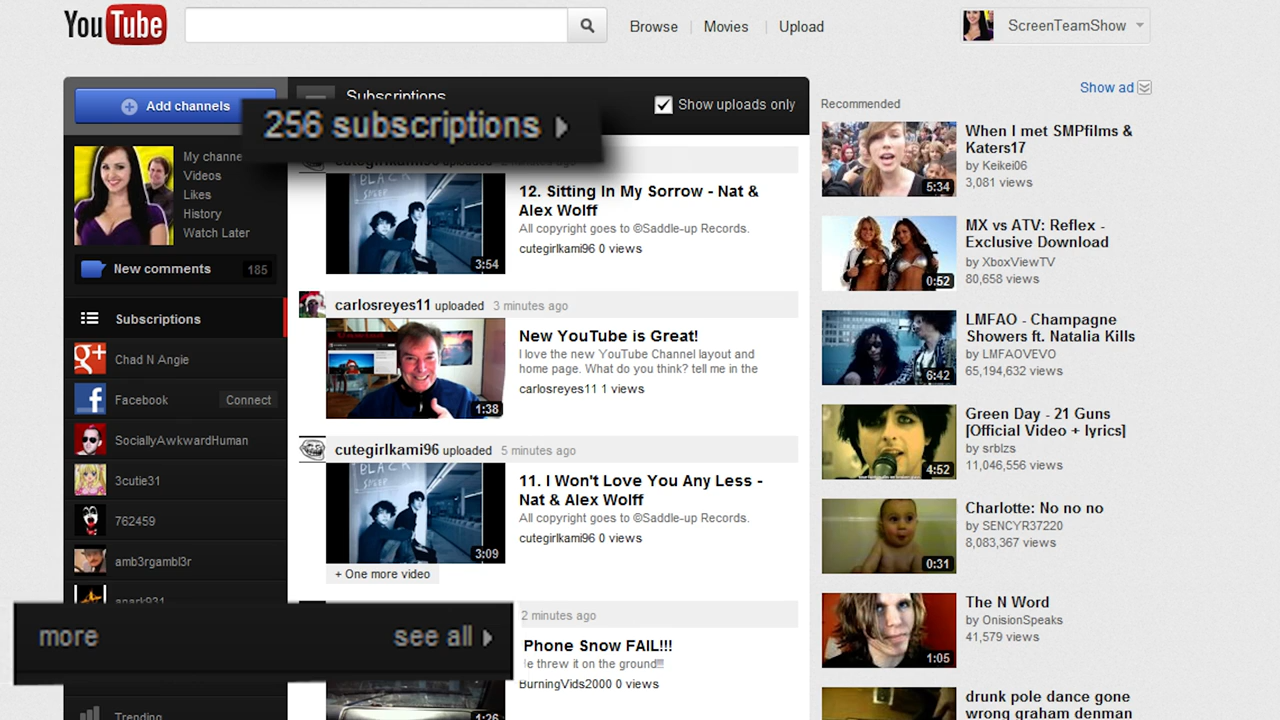 YouTube
Browse
Movies
Upload
ScreenTeamShow
Add channels
Subscriptions
Show uploads only
256 subscriptions
My channe
Videos
Likes
History
Watch Later
New comments 185
Subscriptions
Chad N Angie
Facebook Connect
SociallyAwkwardHuman
3cutie31
762459
amb3rgambl3r
more see all
Trending
12. Sitting In My Sorrow - Nat &
Alex Wolff
All copyright goes to ©Saddle-up Records.
cutegirlkami96 0 views
3:54
carlosreyes11 uploaded 3 minutes ago
New YouTube is Great!
I love the new YouTube Channel layout and
home page. What do you think? tell me in the
carlosreyes11 1 views
1:38
cutegirlkami96 uploaded 5 minutes ago
BLACK
11. I Won't Love You Any Less -
Nat & Alex Wolff
All copyright goes to ©Saddle-up Records.
cutegirlkami96 0 views
3:09
+ One more video
2 minutes ago
Phone Snow FAIL!!!
e threw it on the ground!!!
BurningVids2000 0 views
1:26
Show ad
Recommended
When I met SMPfilms &
Katers17
by Keikei06
3,081 views
5:34
MX vs ATV: Reflex -
Exclusive Download
by XboxViewTV
80,658 views
0:52
LMFAO - Champagne
Showers ft. Natalia Kills
by LMFAOVEVO
65,194,632 views
6:42
Green Day - 21 Guns
[Official Video + lyrics]
by srblzs
11,046,556 views
4:52
Charlotte: No no no
by SENCYR37220
8,083,367 views
0:31
The N Word
by OnisionSpeaks
41,579 views
1:05
drunk pole dance gone
wrong graham denman